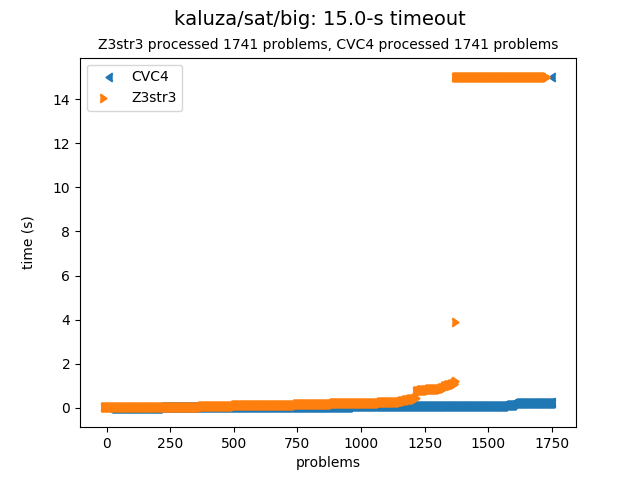 kaluza/sat/big: 15.0-s timeout
Z3str3 processed 1741 problems, CVC4 processed 1741 problems
CVC4
Z3str3
14
12
10
8
6
4
2
0
time (s)
0 250 500 750 1000 1250 1500 1750
problems